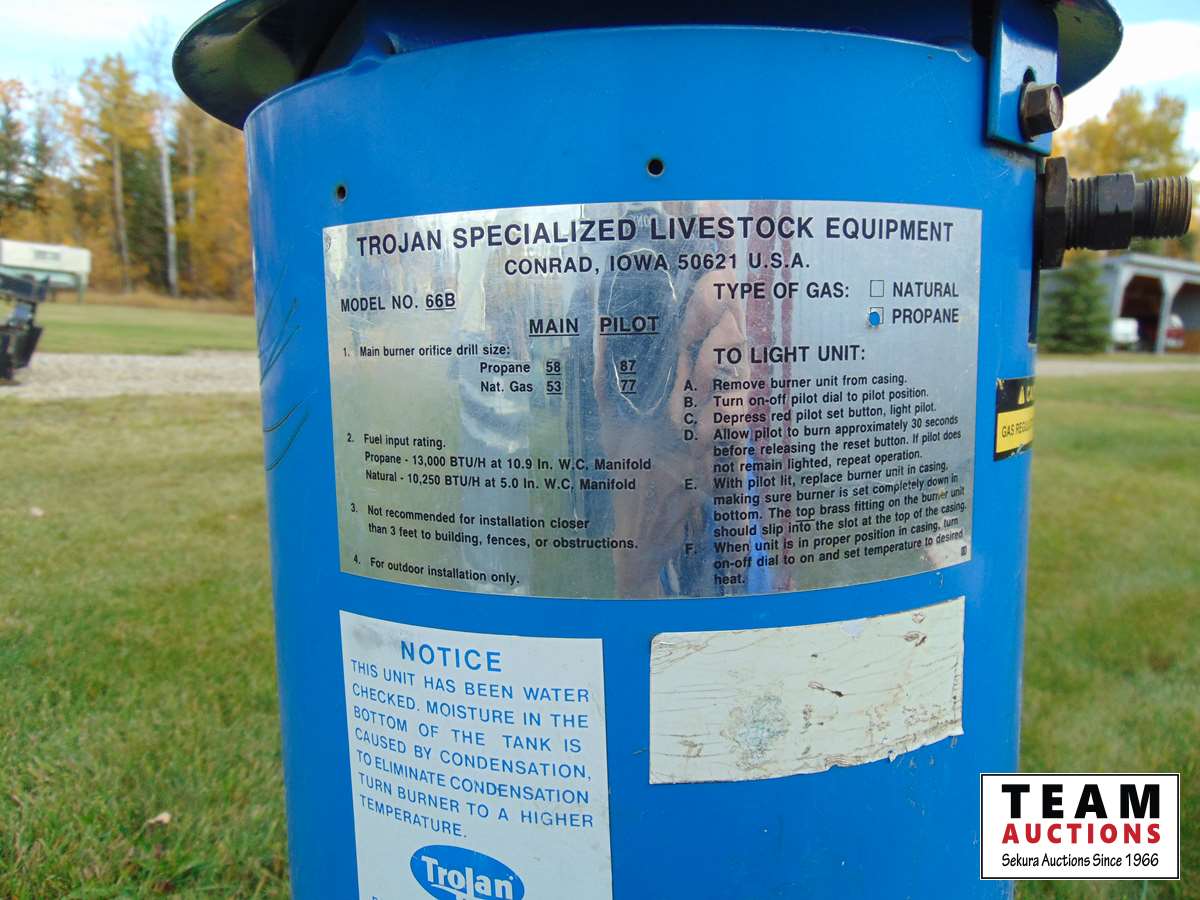 TROJAN SPECIALIZED LIVESTOCK EQUIPMENT
CONRAD, IOWA 50621 U.S.A.
MODEL NO. 66B
TYPE OF GAS: NATURAL
PROPANE
MAIN PILOT
1. Main burner orifice drill size:
Propane 58 87
Nat. Gas 53 77
2. Fuel input rating.
Propane - 13,000 BTU/H at 10.9 In. W.C. Manifold
Natural - 10,250 BTU/H at 5.0 In. W.C. Manifold
3. Not recommended for installation closer
than 3 feet to building, fences, or obstructions.
4. For outdoor installation only.
TO LIGHT UNIT:
A. Remove burner unit from casing.
B. Turn on-off pilot dial to pilot position.
C. Depress red pilot set button, light pilot.
D. Allow pilot to burn approximately 30 seconds
before releasing the reset button. If pilot does
not remain lighted, repeat operation.
E. With pilot lit, replace burner unit in casing,
making sure burner is set completely down in
bottom. The top brass fitting on the burner unit
should slip into the slot at the top of the casing.
F. When unit is in proper position in casing, turn
on-off dial to on and set temperature to desired
heat.
GAS
NOTICE
THIS UNIT HAS BEEN WATER
CHECKED. MOISTURE IN THE
BOTTOM OF THE TANK IS
CAUSED BY CONDENSATION,
TO ELIMINATE CONDENSATION
TURN BURNER TO A HIGHER
TEMPERATURE.
Trojan
TEAM
AUCTIONS
Sekura Auctions Since 1966